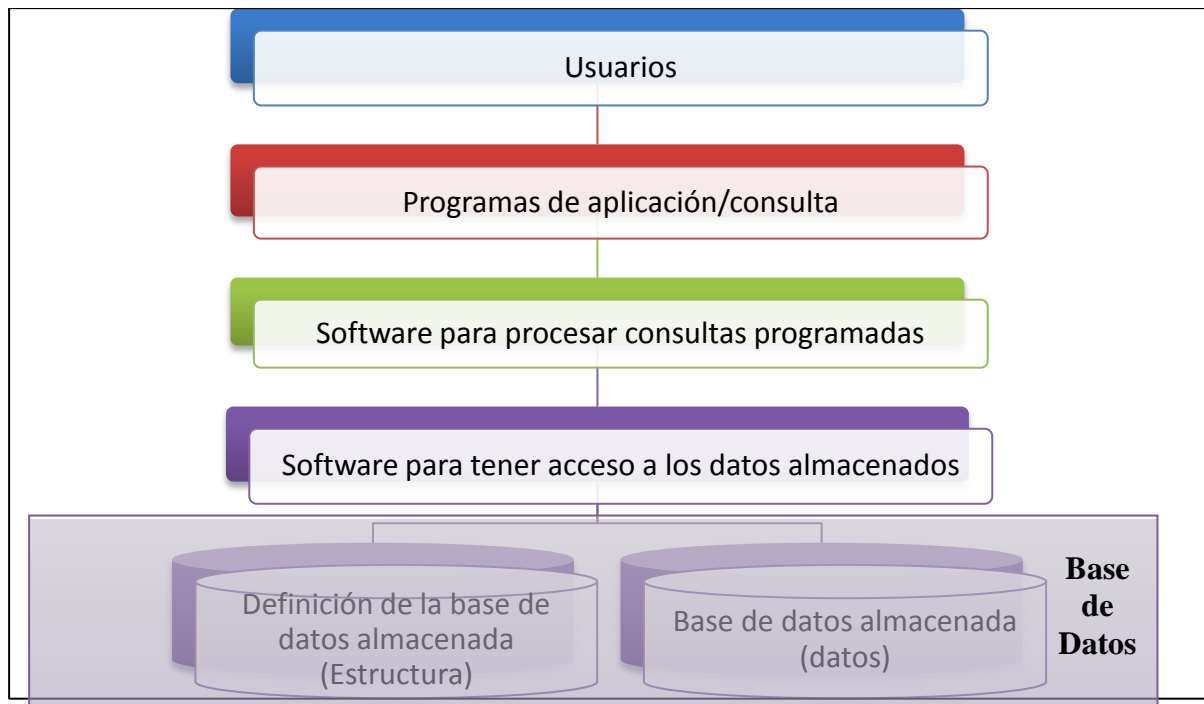 Usuarios
Programas de aplicación/consulta
Software para procesar consultas programadas
Software para tener acceso a los datos almacenados
Definición de la base de
datos almacenada
(Estructura)
Base de datos almacenada
(datos)
Base
de
Datos